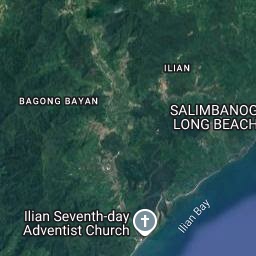 ILIAN
BAGONG BAYAN
SALIMBANOG
LONG BEACH
Ilian Seventh-day
Adventist Church
Ilian Bay